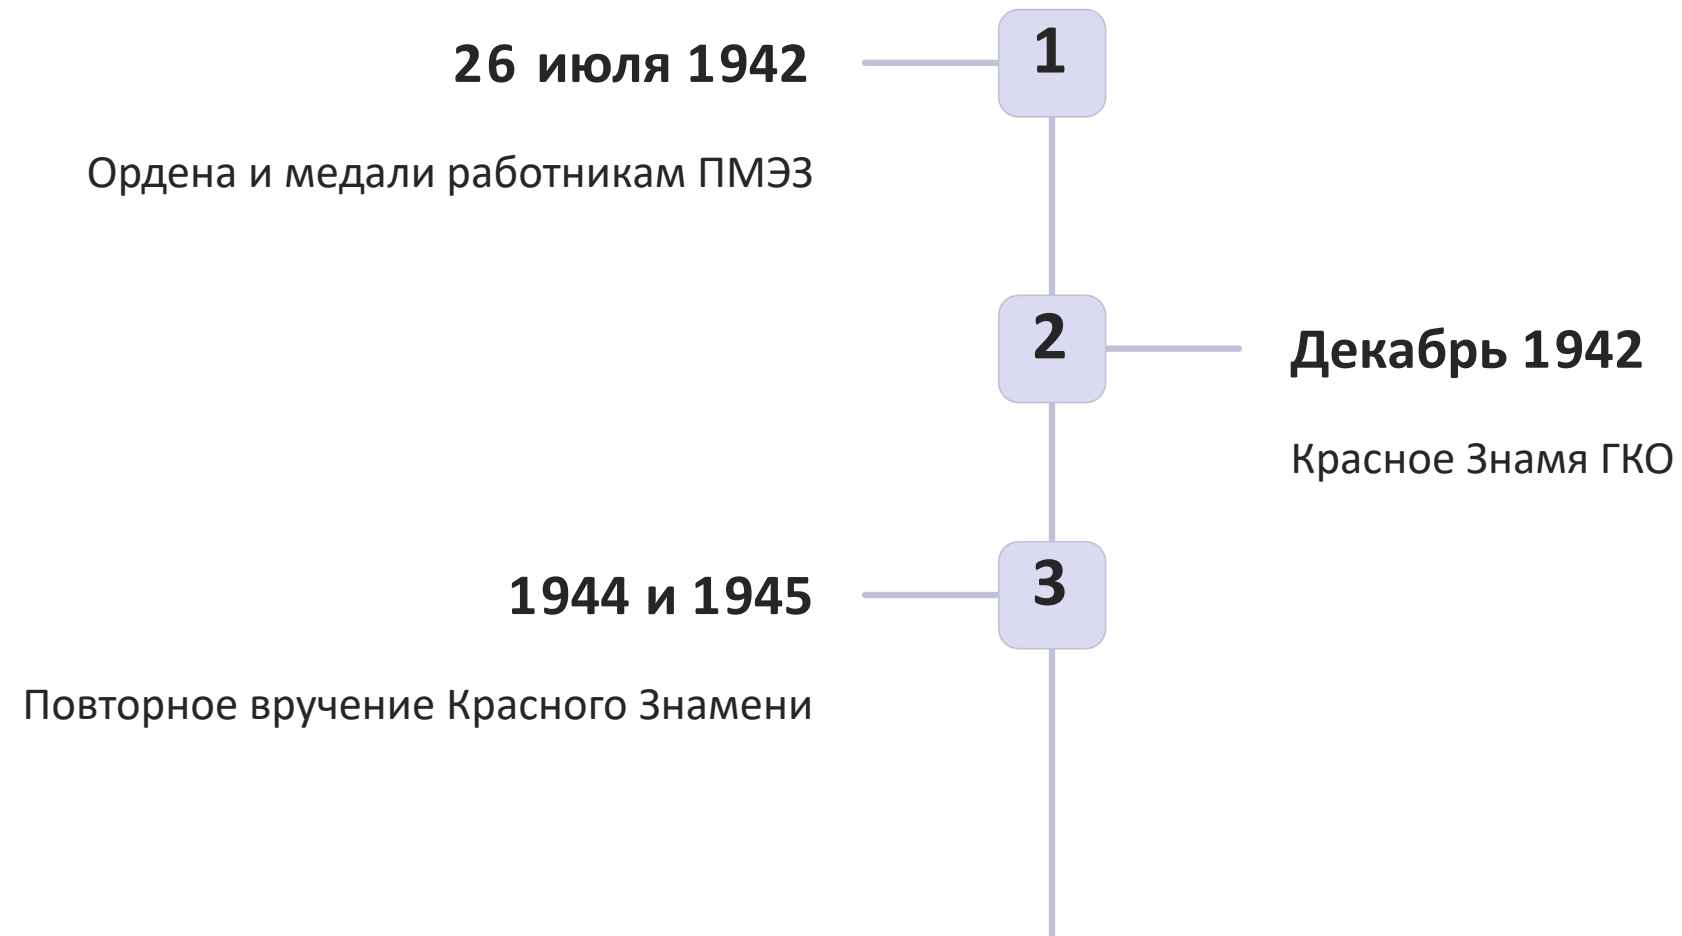 1
26 июля 1942
Ордена и медали работникам ПМЭЗ
2
Декабрь 1942
Красное Знамя ГКО
3
1944 и 1945
Повторное вручение Красного Знамени